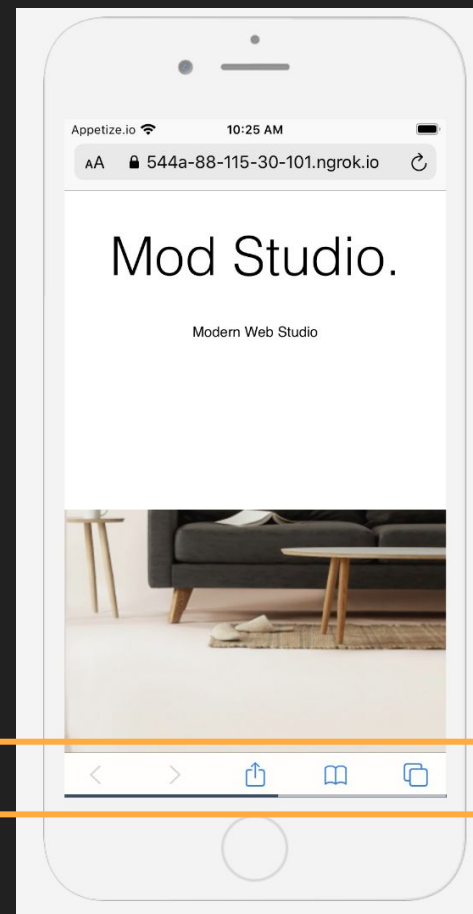 Appetize.io 10:25 AM
AA 544a-88-115-30-101.ngrok.io
Mod Studio.
Modern Web Studio